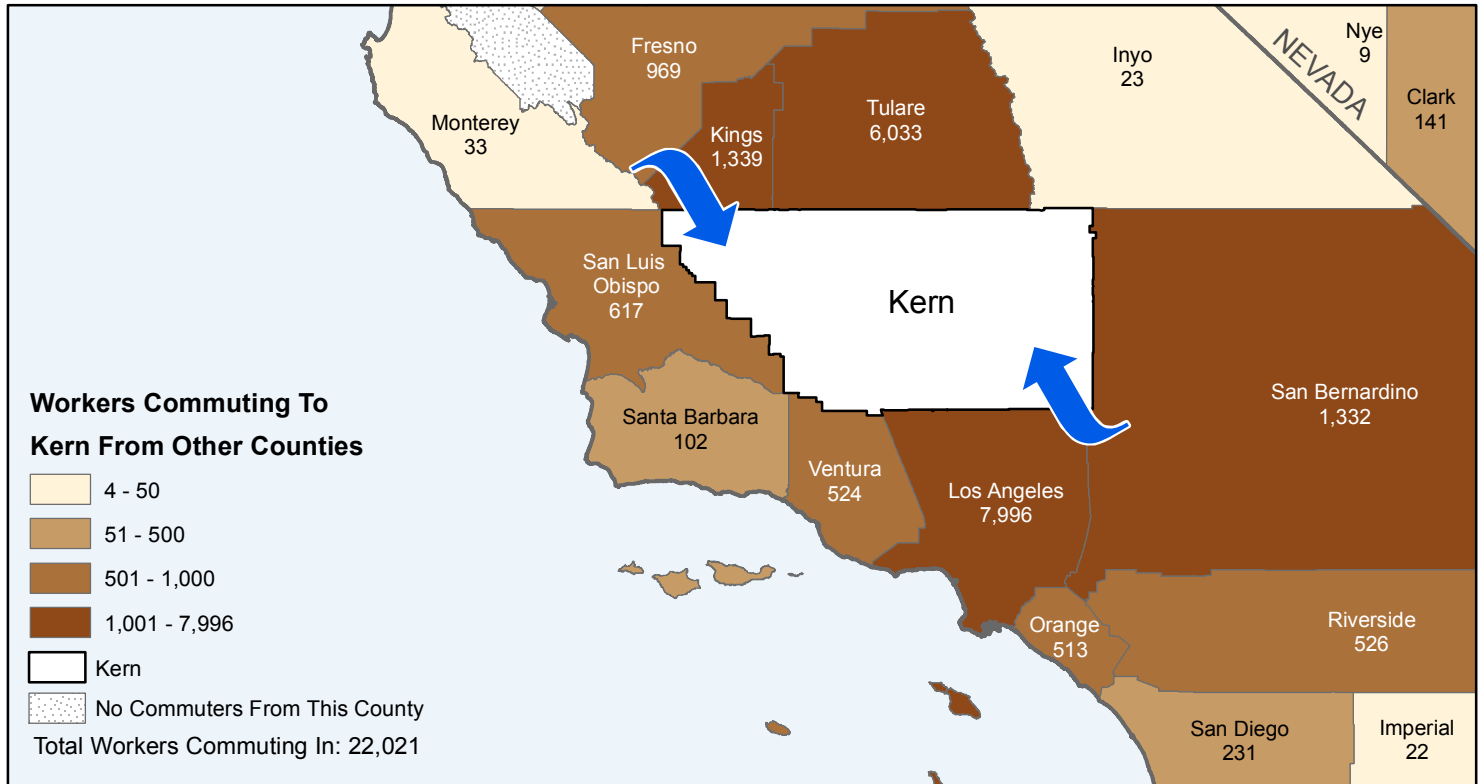 Fresno
969
Inyo
23
Nye
9
NEVADA
Clark
141
Monterey
33
Kings
1,339
Tulare
6,033
San Luis
Obispo
617
Kern
San Bernardino
1,332
Santa Barbara
102
Ventura
524
Los Angeles
7,996
Orange
513
Riverside
526
San Diego
231
Imperial
22
Workers Commuting To
Kern From Other Counties
4 - 50
51 - 500
501 - 1,000
1,001 - 7,996
Kern
No Commuters From This County
Total Workers Commuting In: 22,021